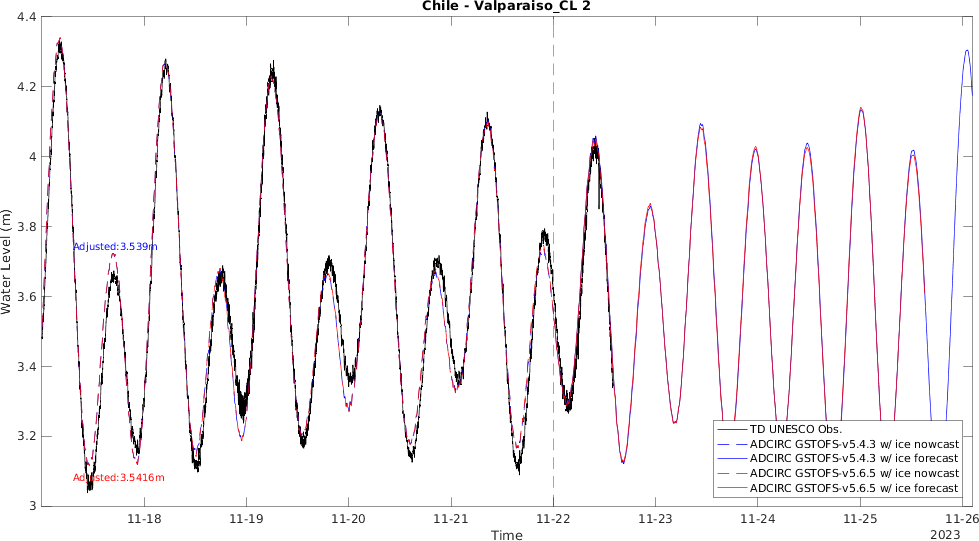 Chile - Valparaiso_CL 2
Water Level (m)
4.4
4.2
4
3.8
3.6
3.4
3.2
3
Adjusted:3.539m
Adjusted:3.5416m
TD UNESCO Obs.
ADCIRC GSTOFS-v5.4.3 w/ ice nowcast
ADCIRC GSTOFS-v5.4.3 w/ ice forecast
ADCIRC GSTOFS-v5.6.5 w/ ice nowcast
ADCIRC GSTOFS-v5.6.5 w/ ice forecast
11-18 11-19 11-20 11-21 11-22 11-23 11-24 11-25 11-26
Time
2023